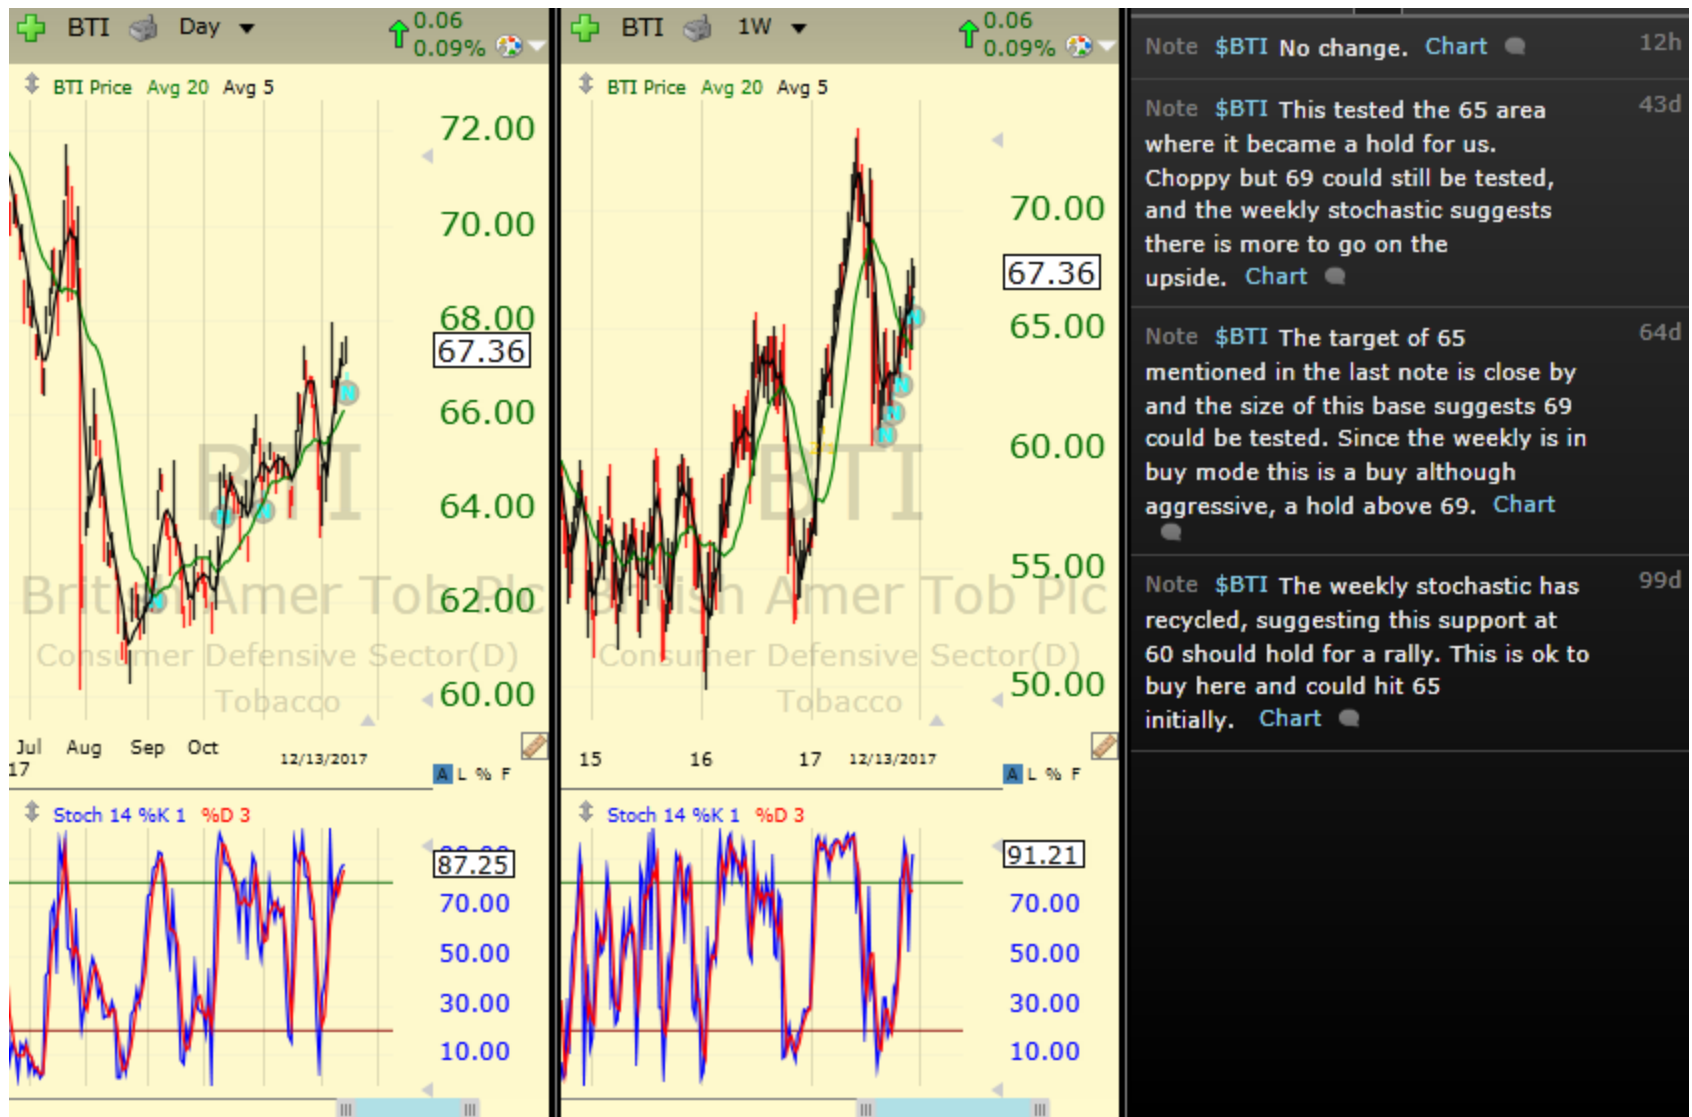 BTI Day 0.06
0.09%
BTI Price Avg 20 Avg 5
72.00
70.00
68.00
67.36
66.00
64.00
62.00
60.00
BTI
British Amer Tob Plc
Consumer Defensive Sector(D)
Tobacco
N
N
N
N
Jul Aug Sep Oct 12/13/2017
17
A L % F
Stoch 14 %K 1 %D 3
87.25
70.00
50.00
30.00
10.00
BTI 1W 0.06
0.09%
BTI Price Avg 20 Avg 5
70.00
67.36
65.00
60.00
55.00
50.00
BTI
British Amer Tob Plc
Consumer Defensive Sector(D)
Tobacco
N
N
N
N
15 16 17 12/13/2017
A L % F
Stoch 14 %K 1 %D 3
91.21
70.00
50.00
30.00
10.00
Note $BTI No change. Chart 12h
Note $BTI This tested the 65 area 43d
where it became a hold for us.
Choppy but 69 could still be tested,
and the weekly stochastic suggests
there is more to go on the
upside. Chart
Note $BTI The target of 65 64d
mentioned in the last note is close by
and the size of this base suggests 69
could be tested. Since the weekly is in
buy mode this is a buy although
aggressive, a hold above 69. Chart
Note $BTI The weekly stochastic has 99d
recycled, suggesting this support at
60 should hold for a rally. This is ok to
buy here and could hit 65
initially. Chart